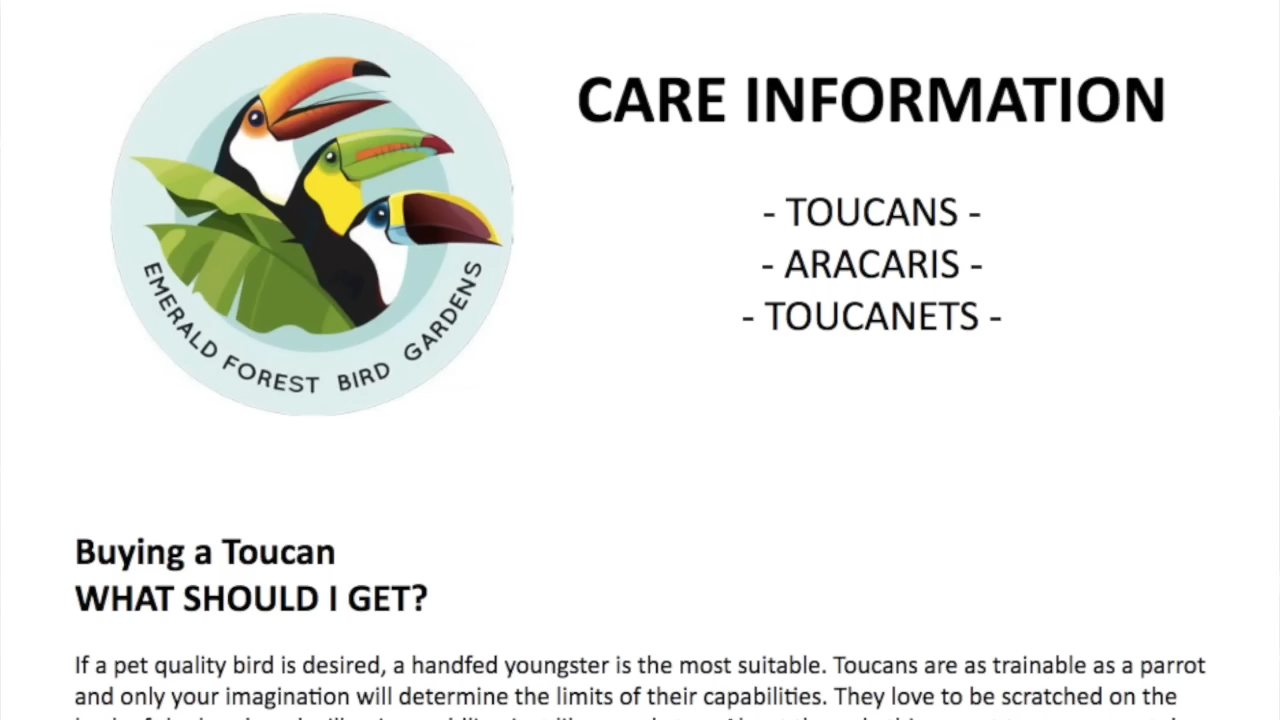 CARE INFORMATION
- TOUCANS -
- ARACARIS -
- TOUCANETS -
EMERALD FOREST BIRD GARDENS
Buying a Toucan
WHAT SHOULD I GET?
If a pet quality bird is desired, a handfed youngster is the most suitable. Toucans are as trainable as a parrot
and only your imagination will determine the limits of their capabilities. They love to be scratched on the